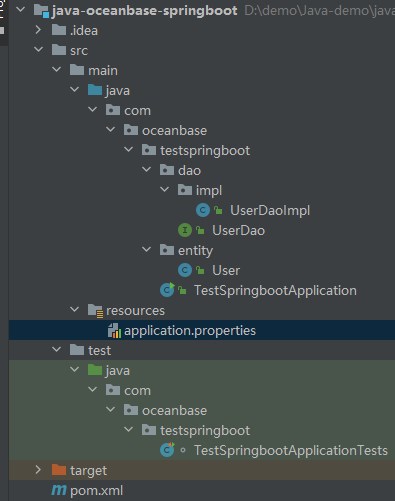 java-oceanbase-springboot D:\demo\Java-demo\java
.idea
src
main
java
com
oceanbase
testspringboot
dao
impl
UserDaoImpl
UserDao
entity
User
TestSpringbootApplication
resources
application.properties
test
java
com
oceanbase
testspringboot
TestSpringbootApplicationTests
target
pom.xml